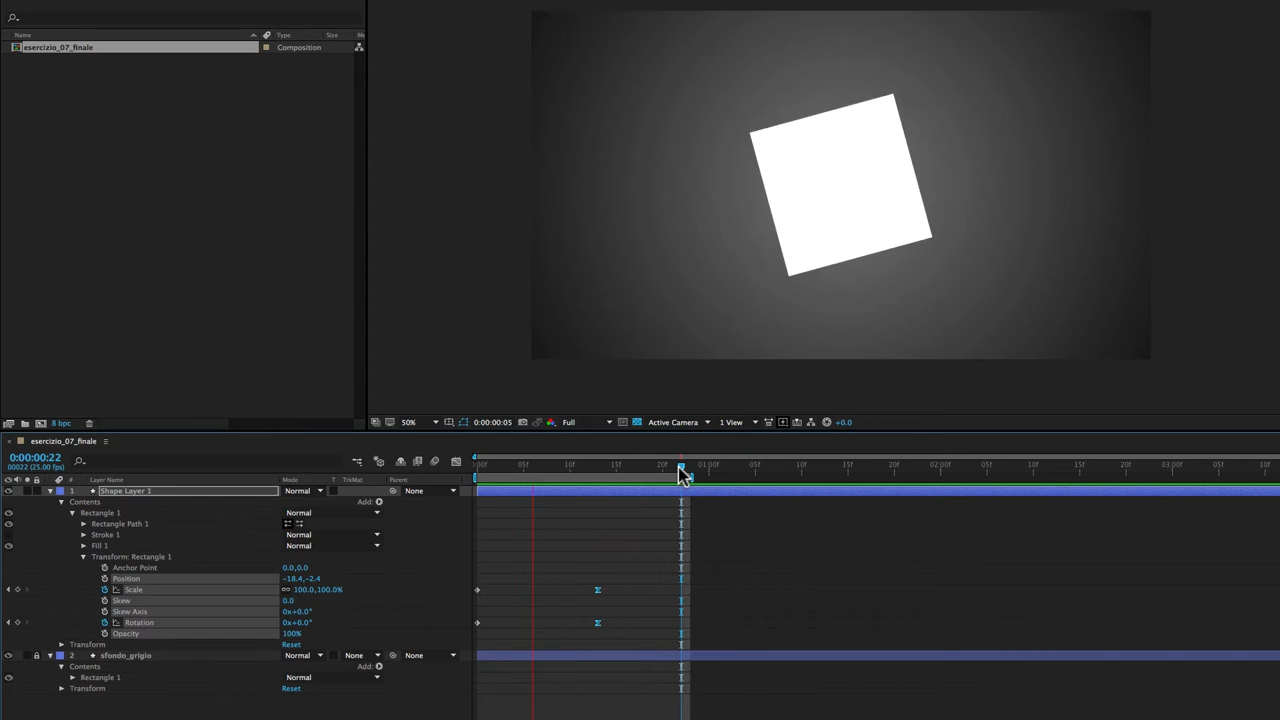 Name Type Size Me
esercizio_07_finale Composition
8 bpc
50% 0:00:00:05 Full Active Camera 1 View +0.0
esercizio_07_finale
0:00:00:22
00022 (25.00 fps)
:00f 05f 10f 15f 20f 01:00f 05f 10f 15f 20f 02:00f 05f 10f 15f 20f 03:00f 05f 10f
# Layer Name Mode T TrkMat Parent
1 Shape Layer 1 Normal None
Contents Add:
Rectangle 1 Normal
Rectangle Path 1
Stroke 1 Normal
Fill 1 Normal
Transform: Rectangle 1
Anchor Point 0.0,0.0
Position -18.4,-2.4
Scale 100.0,100.0%
Skew 0.0
Skew Axis 0x+0.0°
Rotation 0x+0.0°
Opacity 100%
Transform Reset
2 sfondo_grigio Normal None None
Contents Add:
Rectangle 1 Normal
Transform Reset